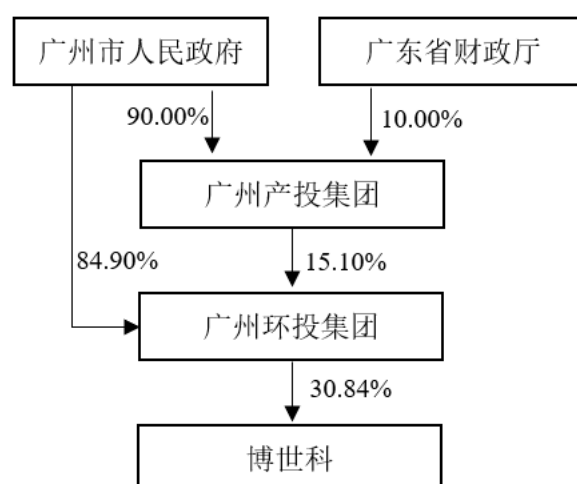 广州市人民政府
广东省财政厅
90.00%
10.00%
广州产投集团
84.90%
15.10%
广州环投集团
30.84%
博世科